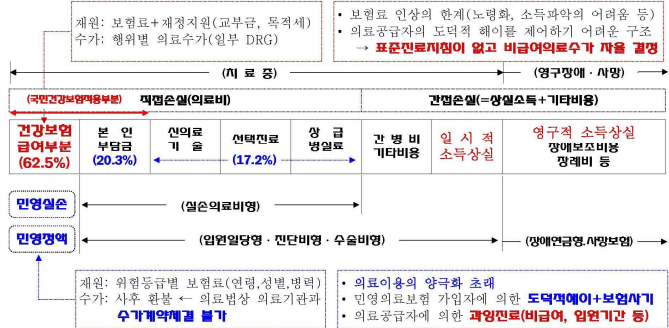 재원: 보험료+재정지원(교부금, 목적세)
수가: 행위별 의료수가(일부 DRG)
• 보험료 인상의 한계(노령화, 소득파악의 어려움 등)
• 의료공급자의 도덕적 해이를 제어하기 어려운 구조
→ 표준진료지침이 없고 비급여의료수가 자율 결정
(치 료 중)
(영구장애·사망)
(국민건강보험적용부분)
직접손실(의료비)
간접손실(=상실소득+기타비용)
건강보험
급여부분
(62.5%)
본 인
부담금
(20.3%)
신의료
기 술
선택진료
(17.2%)
상 급
병실료
간 병 비
기타비용
일 시 적
소득상실
영구적 소득상실
장애보조비용
장례비 등
민영실손
(실손의료비형)
민영정액
(입원일당형·진단비형·수술비형)
(장애연금형.사망보험)
재원: 위험등급별 보험료(연령,성별,병력)
수가: 사후 환불 ← 의료법상 의료기관과
수가계약체결 불가
• 의료이용의 양극화 초래
• 민영의료보험 가입자에 의한 도덕적해이+보험사기
• 의료공급자에 의한 과잉진료(비급여, 입원기간 등)